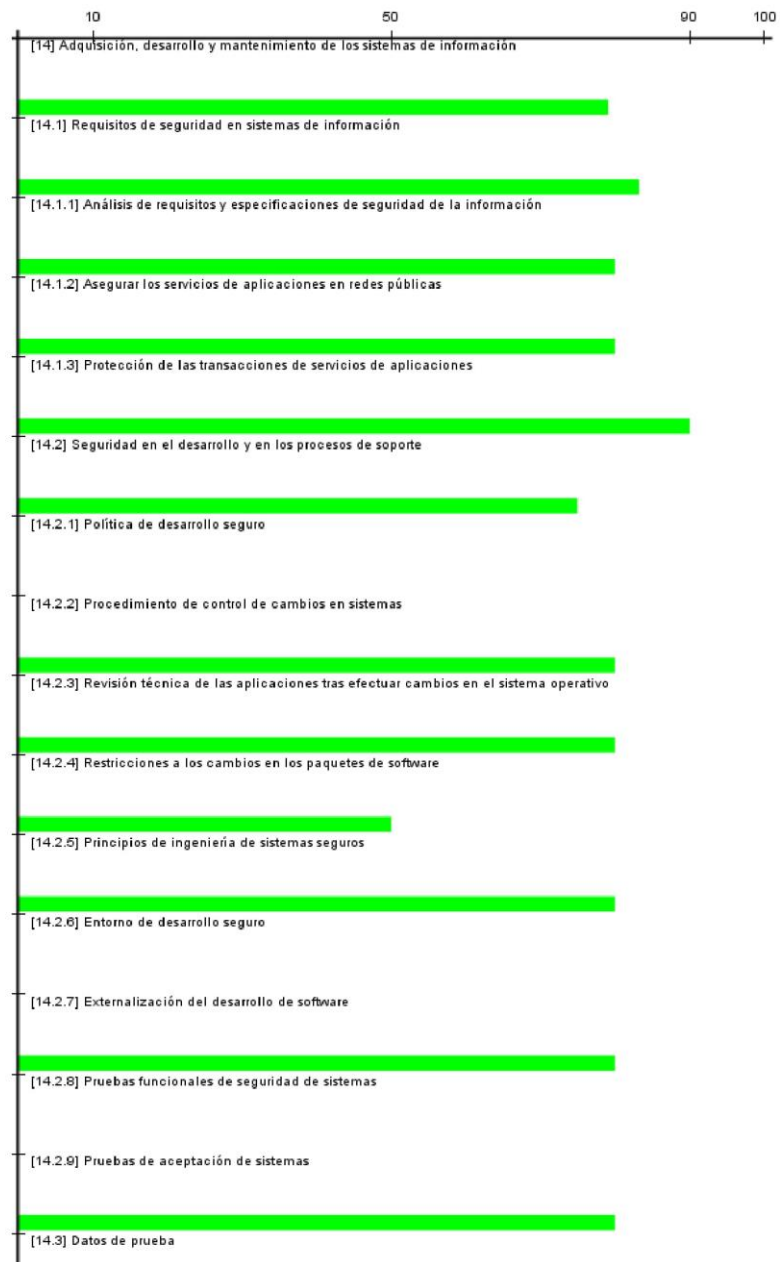 10 50 90 100
[14] Adquisición, desarrollo y mantenimiento de los sistemas de información
[14.1] Requisitos de seguridad en sistemas de información
[14.1.1] Análisis de requisitos y especificaciones de seguridad de la información
[14.1.2] Asegurar los servicios de aplicaciones en redes públicas
[14.1.3] Protección de las transacciones de servicios de aplicaciones
[14.2] Seguridad en el desarrollo y en los procesos de soporte
[14.2.1] Política de desarrollo seguro
[14.2.2] Procedimiento de control de cambios en sistemas
[14.2.3] Revisión técnica de las aplicaciones tras efectuar cambios en el sistema operativo
[14.2.4] Restricciones a los cambios en los paquetes de software
[14.2.5] Principios de ingeniería de sistemas seguros
[14.2.6] Entorno de desarrollo seguro
[14.2.7] Externalización del desarrollo de software
[14.2.8] Pruebas funcionales de seguridad de sistemas
[14.2.9] Pruebas de aceptación de sistemas
[14.3] Datos de prueba